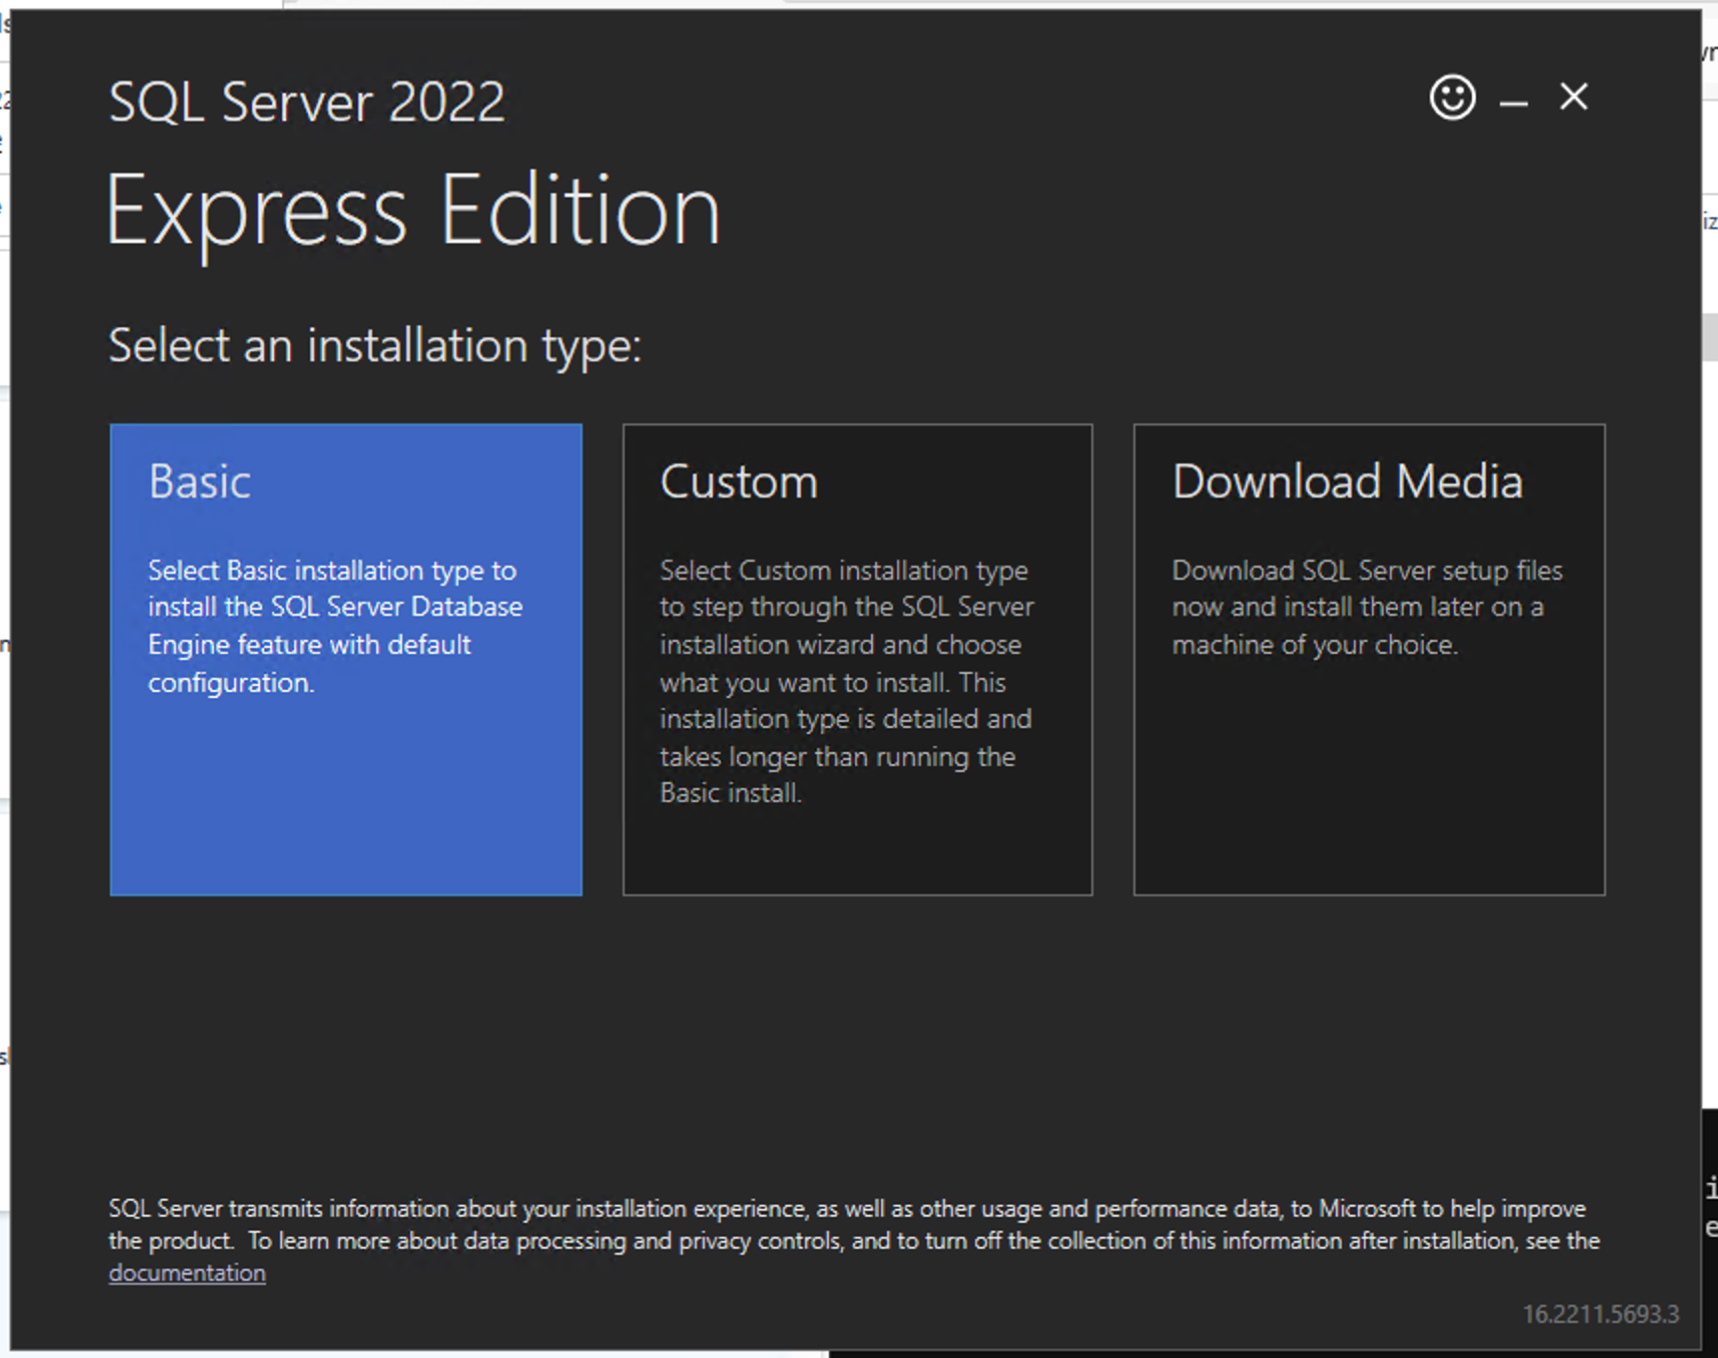 SQL Server 2022
Express Edition
Select an installation type:
Basic
Select Basic installation type to
install the SQL Server Database
Engine feature with default
configuration.
Custom
Select Custom installation type
to step through the SQL Server
installation wizard and choose
what you want to install. This
installation type is detailed and
takes longer than running the
Basic install.
Download Media
Download SQL Server setup files
now and install them later on a
machine of your choice.
SQL Server transmits information about your installation experience, as well as other usage and performance data, to Microsoft to help improve
the product.  To learn more about data processing and privacy controls, and to turn off the collection of this information after installation, see the
documentation
16.2211.5693.3